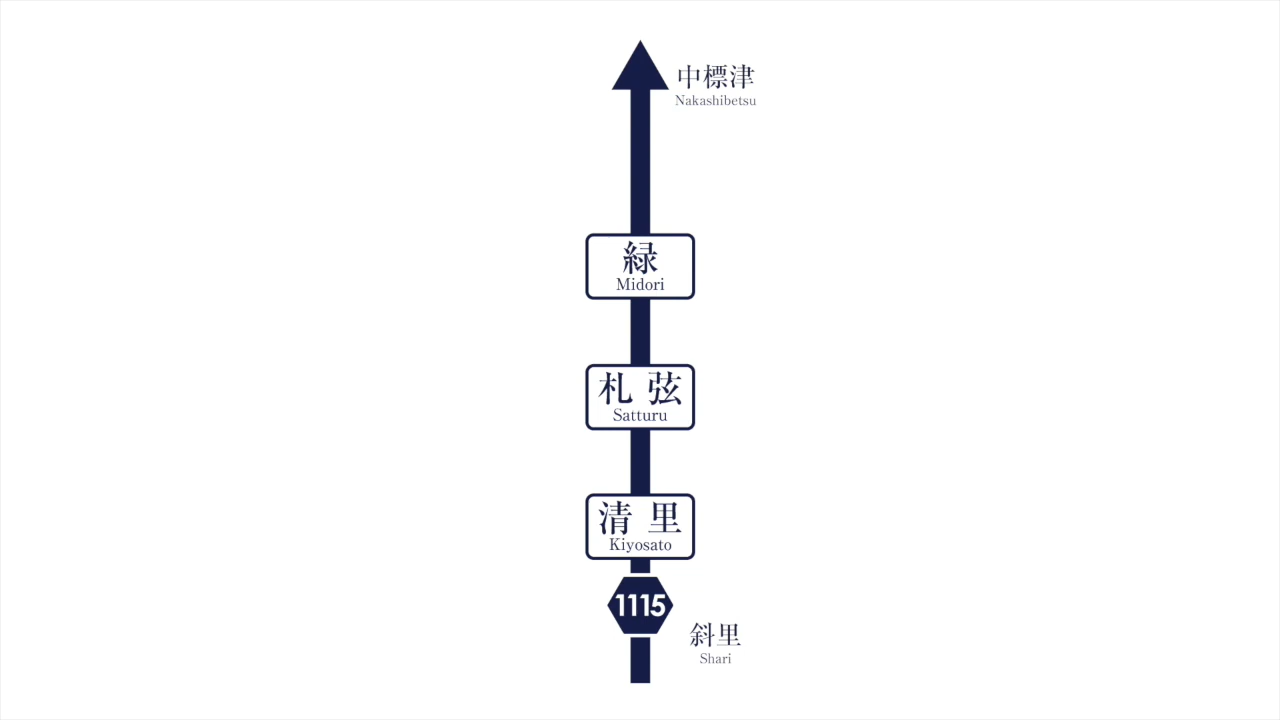 中標津
Nakashibetsu
緑
Midori
札弦
Satturu
清里
Kiyosato
1115
斜里
Shari